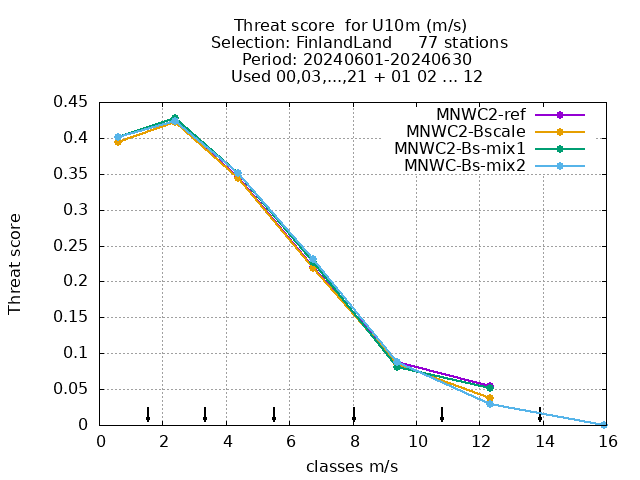 Threat score  for U10m (m/s)
Selection: FinlandLand     77 stations
Period: 20240601-20240630
Used 00,03,...,21 + 01 02 ... 12
MNWC2-ref
MNWC2-Bscale
MNWC2-Bs-mix1
MNWC-Bs-mix2
Threat score
0.45
0.4
0.35
0.3
0.25
0.2
0.15
0.1
0.05
0
0 2 4 6 8 10 12 14 16
classes m/s